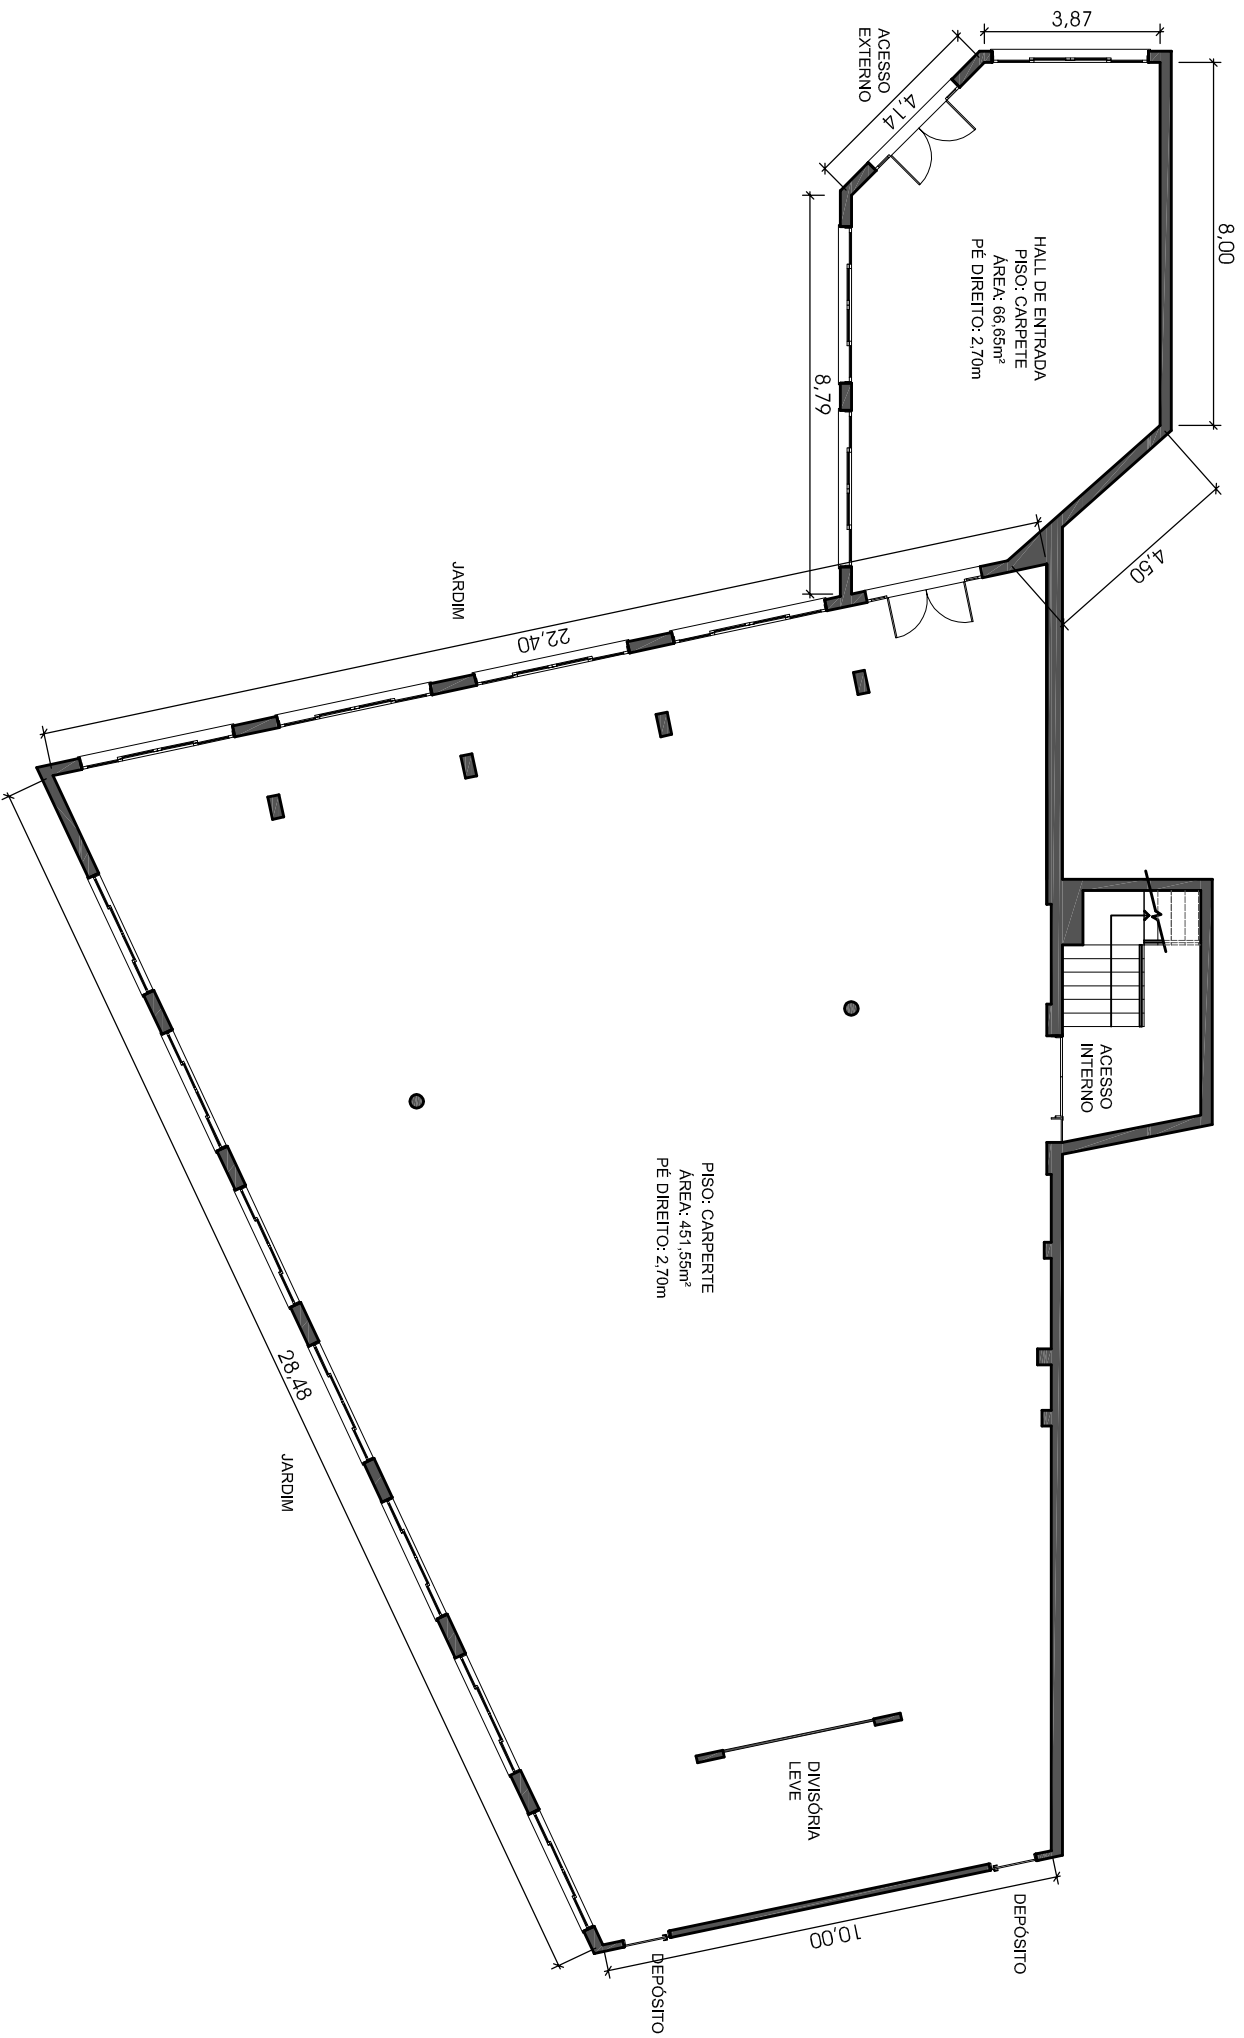 3,87
8,00
ACESSO
EXTERNO
4,14
HALL DE ENTRADA
PISO: CARPETE
ÁREA: 66,65m²
PÉ DIREITO: 2,70m
8,79
4,50
JARDIM
22,40
ACESSO
INTERNO
PISO: CARPERTE
ÁREA: 451,55m²
PÉ DIREITO: 2,70m
28,48
JARDIM
DIVISÓRIA
LEVE
10,00
DEPÓSITO
DEPÓSITO